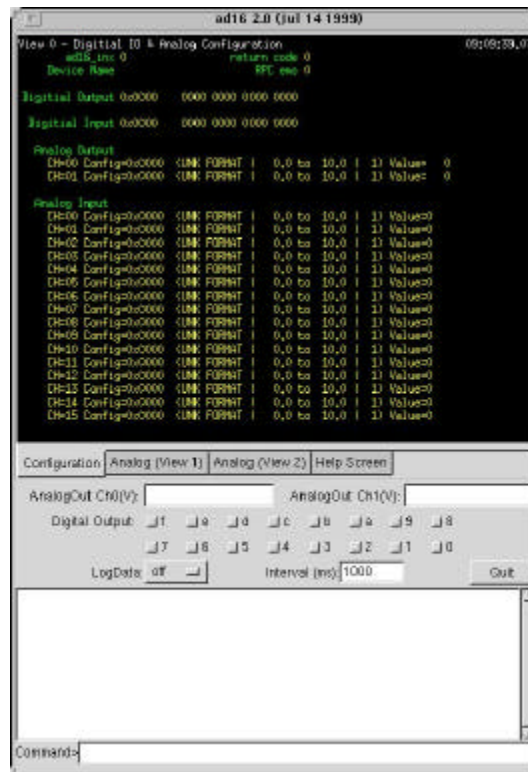 ad16 2.0 (Jul 14 1999)
View 0 - Digitial IO & Analog Configuration 09:09:39.0
ad16_inc 0 return code 0
Device Name RPC emo 0
Digitial Output 0x0000 0000 0000 0000 0000
Digitial Input 0x0000 0000 0000 0000 0000
Analog Output
CH=00 Config=0x0000 <UNK FORMAT | 0.0 to 10.0 | 1) Value= 0
CH=01 Config=0x0000 <UNK FORMAT | 0.0 to 10.0 | 1) Value= 0
Analog Input
CH=00 Config=0x0000 <UNK FORMAT | 0.0 to 10.0 | 1) Value=0
CH=01 Config=0x0000 <UNK FORMAT | 0.0 to 10.0 | 1) Value=0
CH=02 Config=0x0000 <UNK FORMAT | 0.0 to 10.0 | 1) Value=0
CH=03 Config=0x0000 <UNK FORMAT | 0.0 to 10.0 | 1) Value=0
CH=04 Config=0x0000 <UNK FORMAT | 0.0 to 10.0 | 1) Value=0
CH=05 Config=0x0000 <UNK FORMAT | 0.0 to 10.0 | 1) Value=0
CH=06 Config=0x0000 <UNK FORMAT | 0.0 to 10.0 | 1) Value=0
CH=07 Config=0x0000 <UNK FORMAT | 0.0 to 10.0 | 1) Value=0
CH=08 Config=0x0000 <UNK FORMAT | 0.0 to 10.0 | 1) Value=0
CH=09 Config=0x0000 <UNK FORMAT | 0.0 to 10.0 | 1) Value=0
CH=10 Config=0x0000 <UNK FORMAT | 0.0 to 10.0 | 1) Value=0
CH=11 Config=0x0000 <UNK FORMAT | 0.0 to 10.0 | 1) Value=0
CH=12 Config=0x0000 <UNK FORMAT | 0.0 to 10.0 | 1) Value=0
CH=13 Config=0x0000 <UNK FORMAT | 0.0 to 10.0 | 1) Value=0
CH=14 Config=0x0000 <UNK FORMAT | 0.0 to 10.0 | 1) Value=0
CH=15 Config=0x0000 <UNK FORMAT | 0.0 to 10.0 | 1) Value=0
Configuration Analog (View 1) Analog (View 2) Help Screen
AnalogOut Ch0(V): AnalogOut Ch1(V):
Digital Output f e d c b a 9 8
7 6 5 4 3 2 1 0
LogData: off Interval (ms): 1000 Quit
Command>